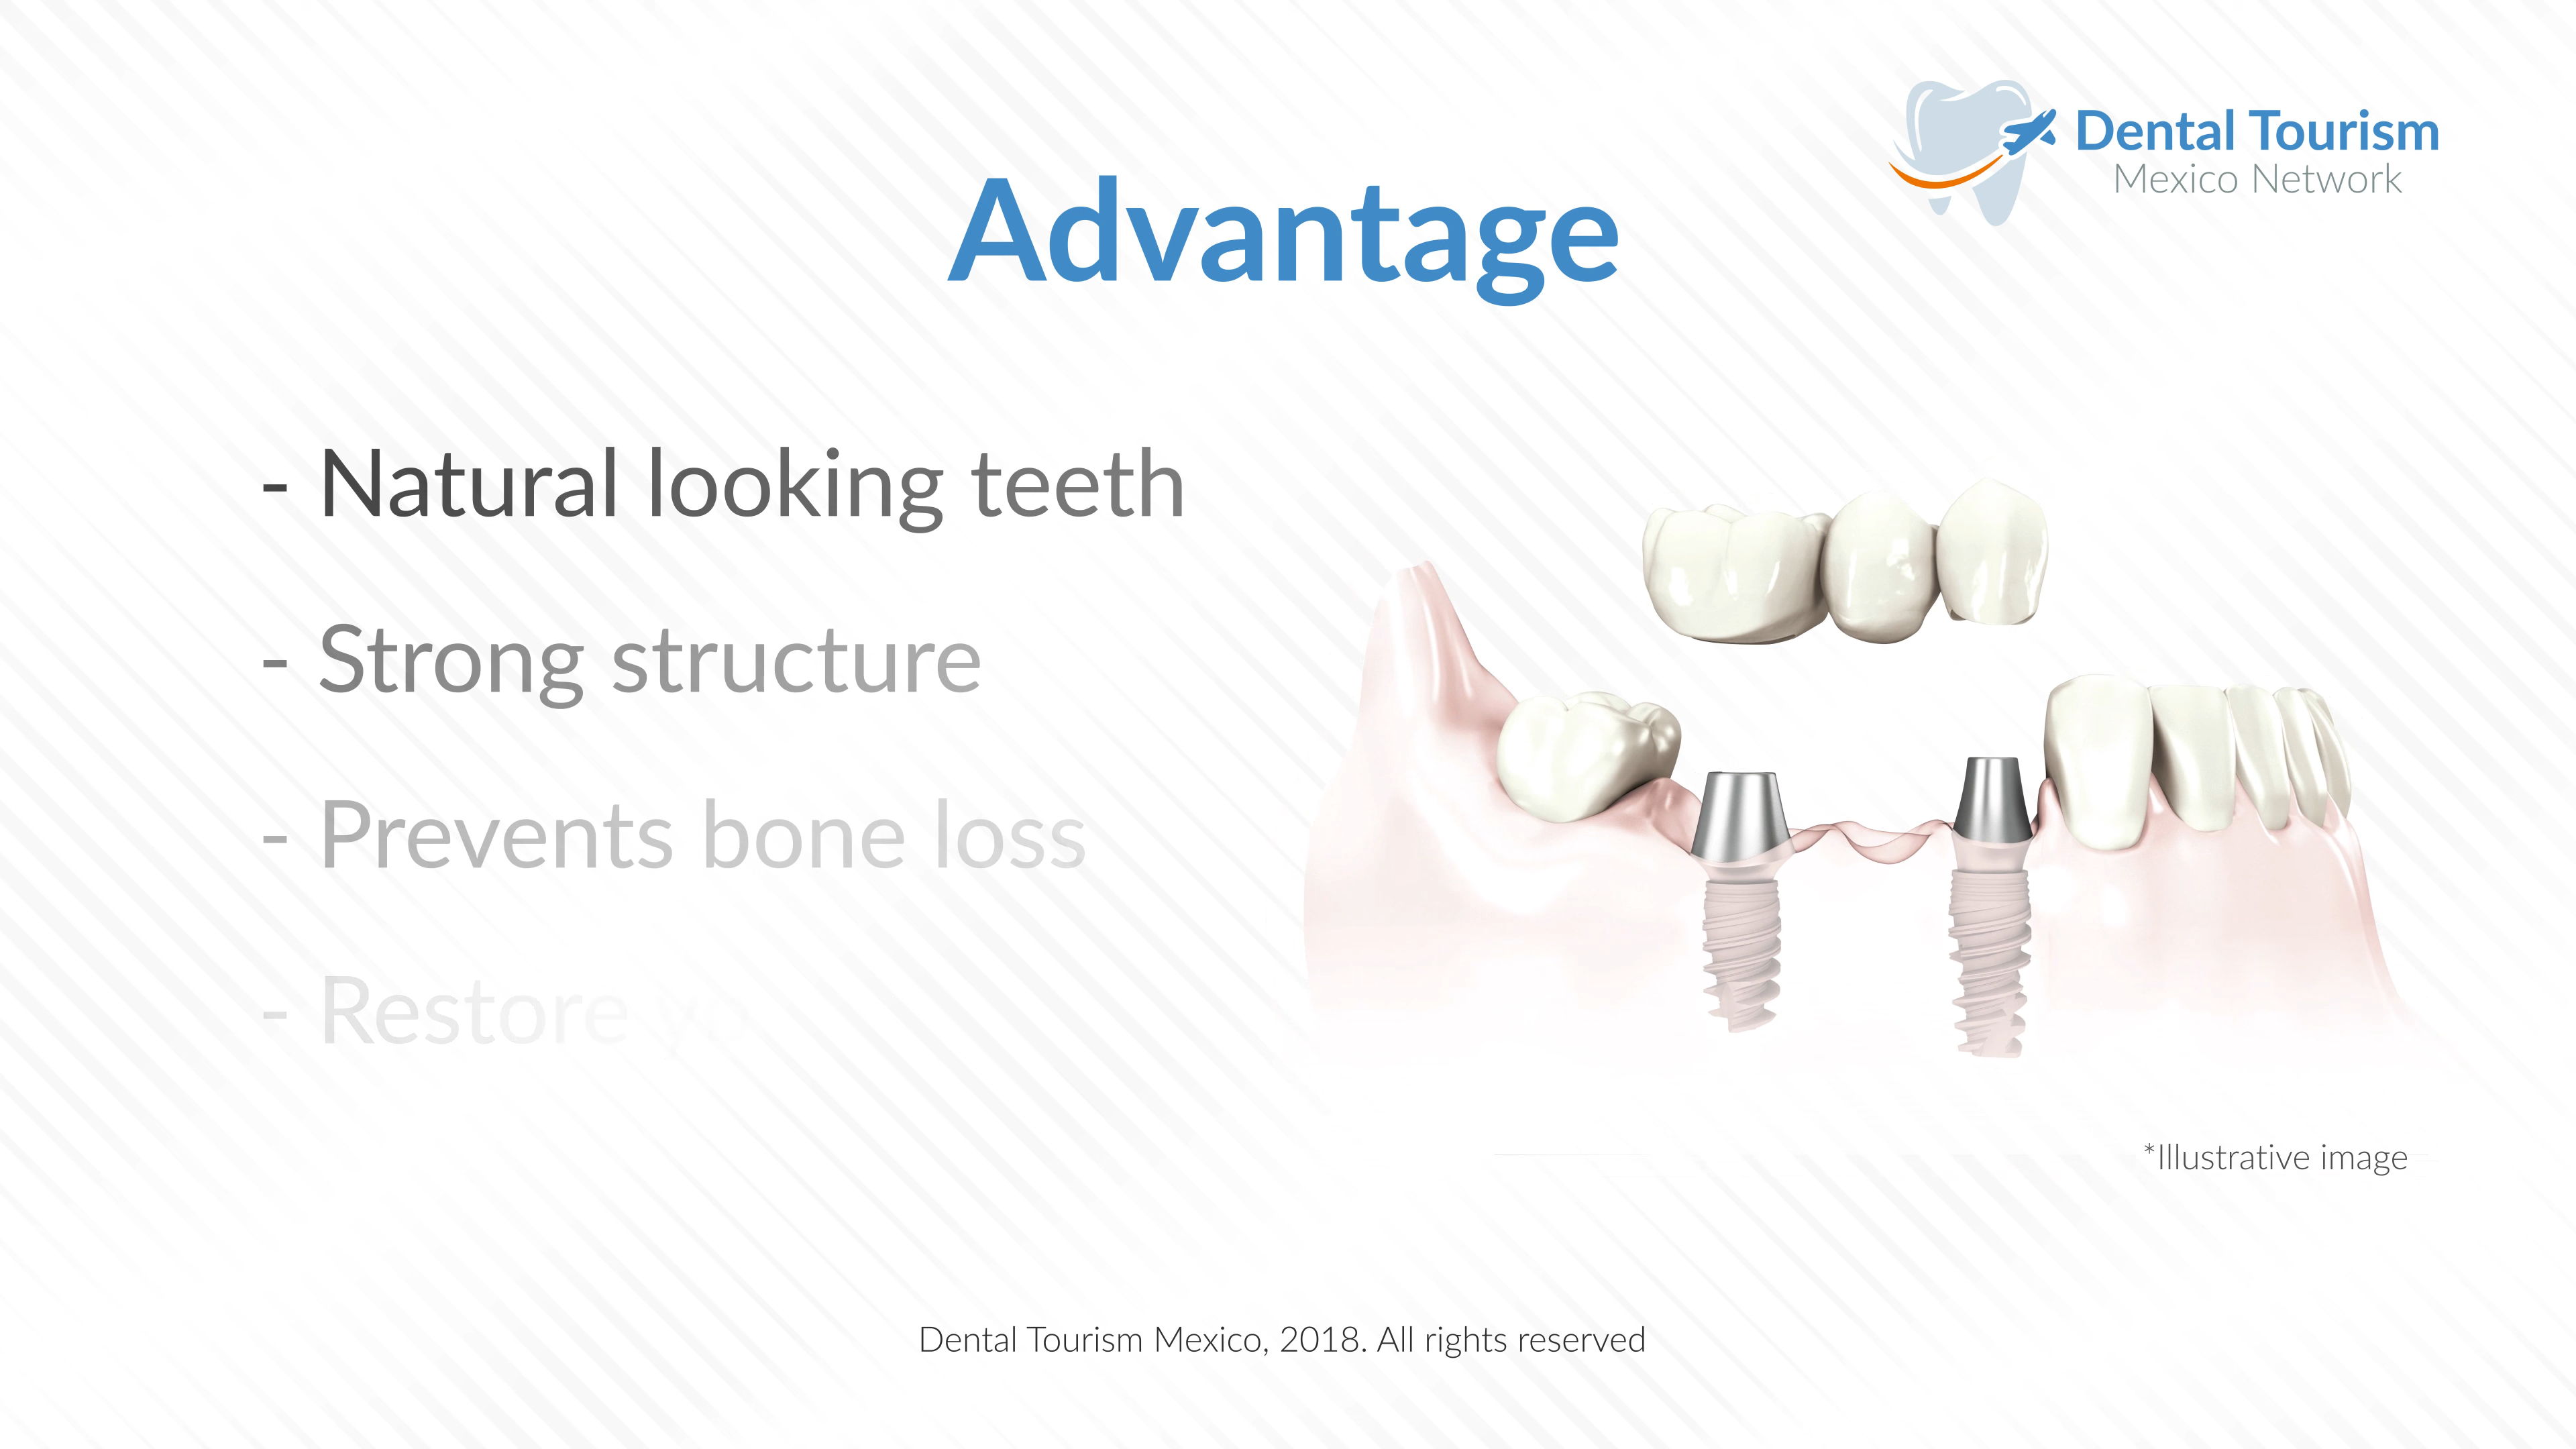 Dental Tourism
Mexico Network
Advantage
- Natural looking teeth
- Strong structure
- Prevents bone loss
- Restore
*Illustrative image
Dental Tourism Mexico, 2018. All rights reserved